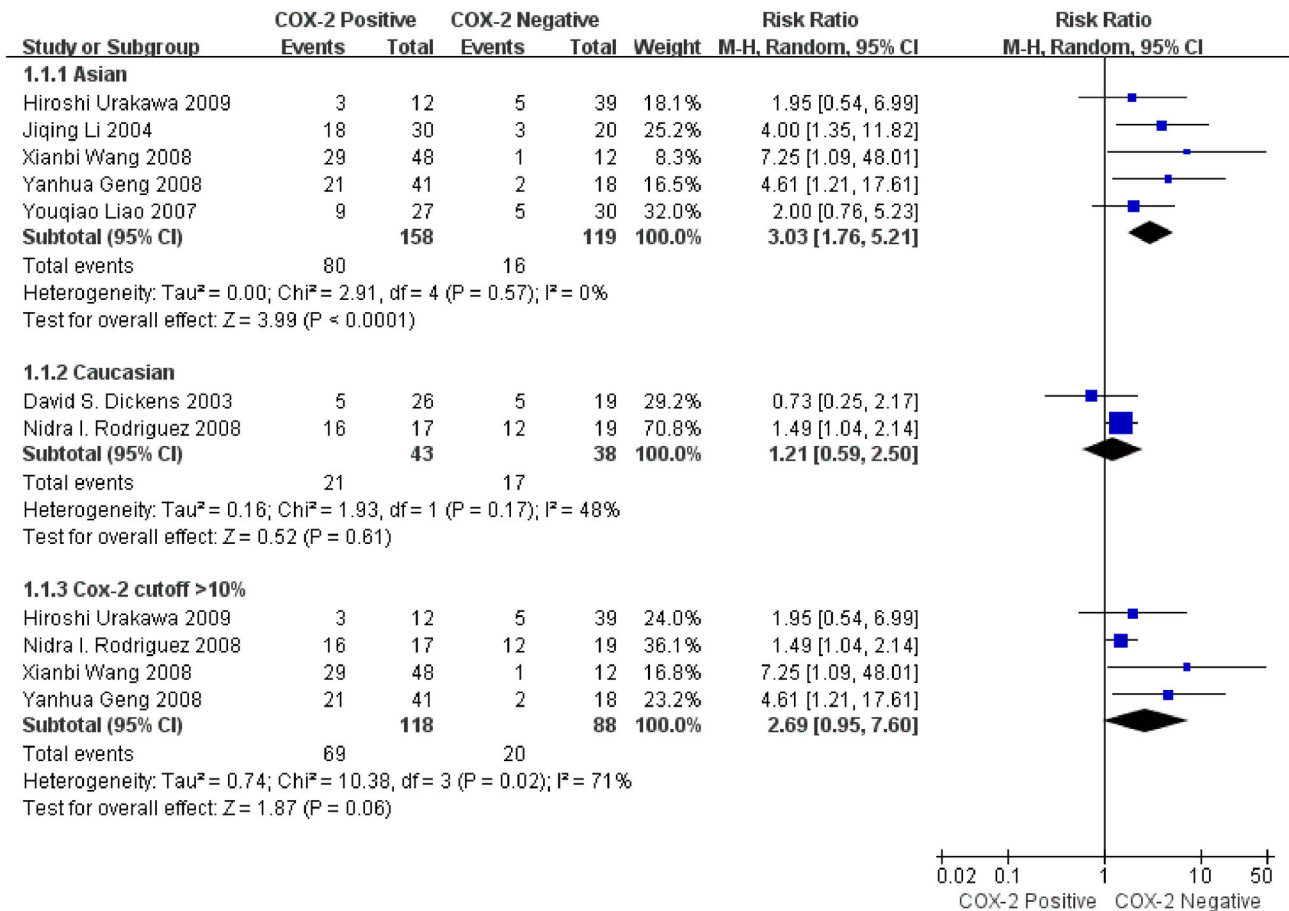 COX-2 Positive COX-2 Negative Risk Ratio Risk Ratio
Study or Subgroup Events Total Events Total Weight M-H, Random, 95% CI M-H, Random, 95% CI
1.1.1 Asian
Hiroshi Urakawa 2009 3 12 5 39 18.1% 1.95 [0.54, 6.99]
Jiqing Li 2004 18 30 3 20 25.2% 4.00 [1.35, 11.82]
Xianbi Wang 2008 29 48 1 12 8.3% 7.25 [1.09, 48.01]
Yanhua Geng 2008 21 41 2 18 16.5% 4.61 [1.21, 17.61]
Youqiao Liao 2007 9 27 5 30 32.0% 2.00 [0.76, 5.23]
Subtotal (95% CI) 158 119 100.0% 3.03 [1.76, 5.21]
Total events 80 16
Heterogeneity: Tau² = 0.00; Chi² = 2.91, df = 4 (P = 0.57); I² = 0%
Test for overall effect: Z = 3.99 (P < 0.0001)
1.1.2 Caucasian
David S. Dickens 2003 5 26 5 19 29.2% 0.73 [0.25, 2.17]
Nidra I. Rodriguez 2008 16 17 12 19 70.8% 1.49 [1.04, 2.14]
Subtotal (95% CI) 43 38 100.0% 1.21 [0.59, 2.50]
Total events 21 17
Heterogeneity: Tau² = 0.16; Chi² = 1.93, df = 1 (P = 0.17); I² = 48%
Test for overall effect: Z = 0.52 (P = 0.61)
1.1.3 Cox-2 cutoff >10%
Hiroshi Urakawa 2009 3 12 5 39 24.0% 1.95 [0.54, 6.99]
Nidra I. Rodriguez 2008 16 17 12 19 36.1% 1.49 [1.04, 2.14]
Xianbi Wang 2008 29 48 1 12 16.8% 7.25 [1.09, 48.01]
Yanhua Geng 2008 21 41 2 18 23.2% 4.61 [1.21, 17.61]
Subtotal (95% CI) 118 88 100.0% 2.69 [0.95, 7.60]
Total events 69 20
Heterogeneity: Tau² = 0.74; Chi² = 10.38, df = 3 (P = 0.02); I² = 71%
Test for overall effect: Z = 1.87 (P = 0.06)
0.02 0.1 1 10 50
COX-2 Positive COX-2 Negative